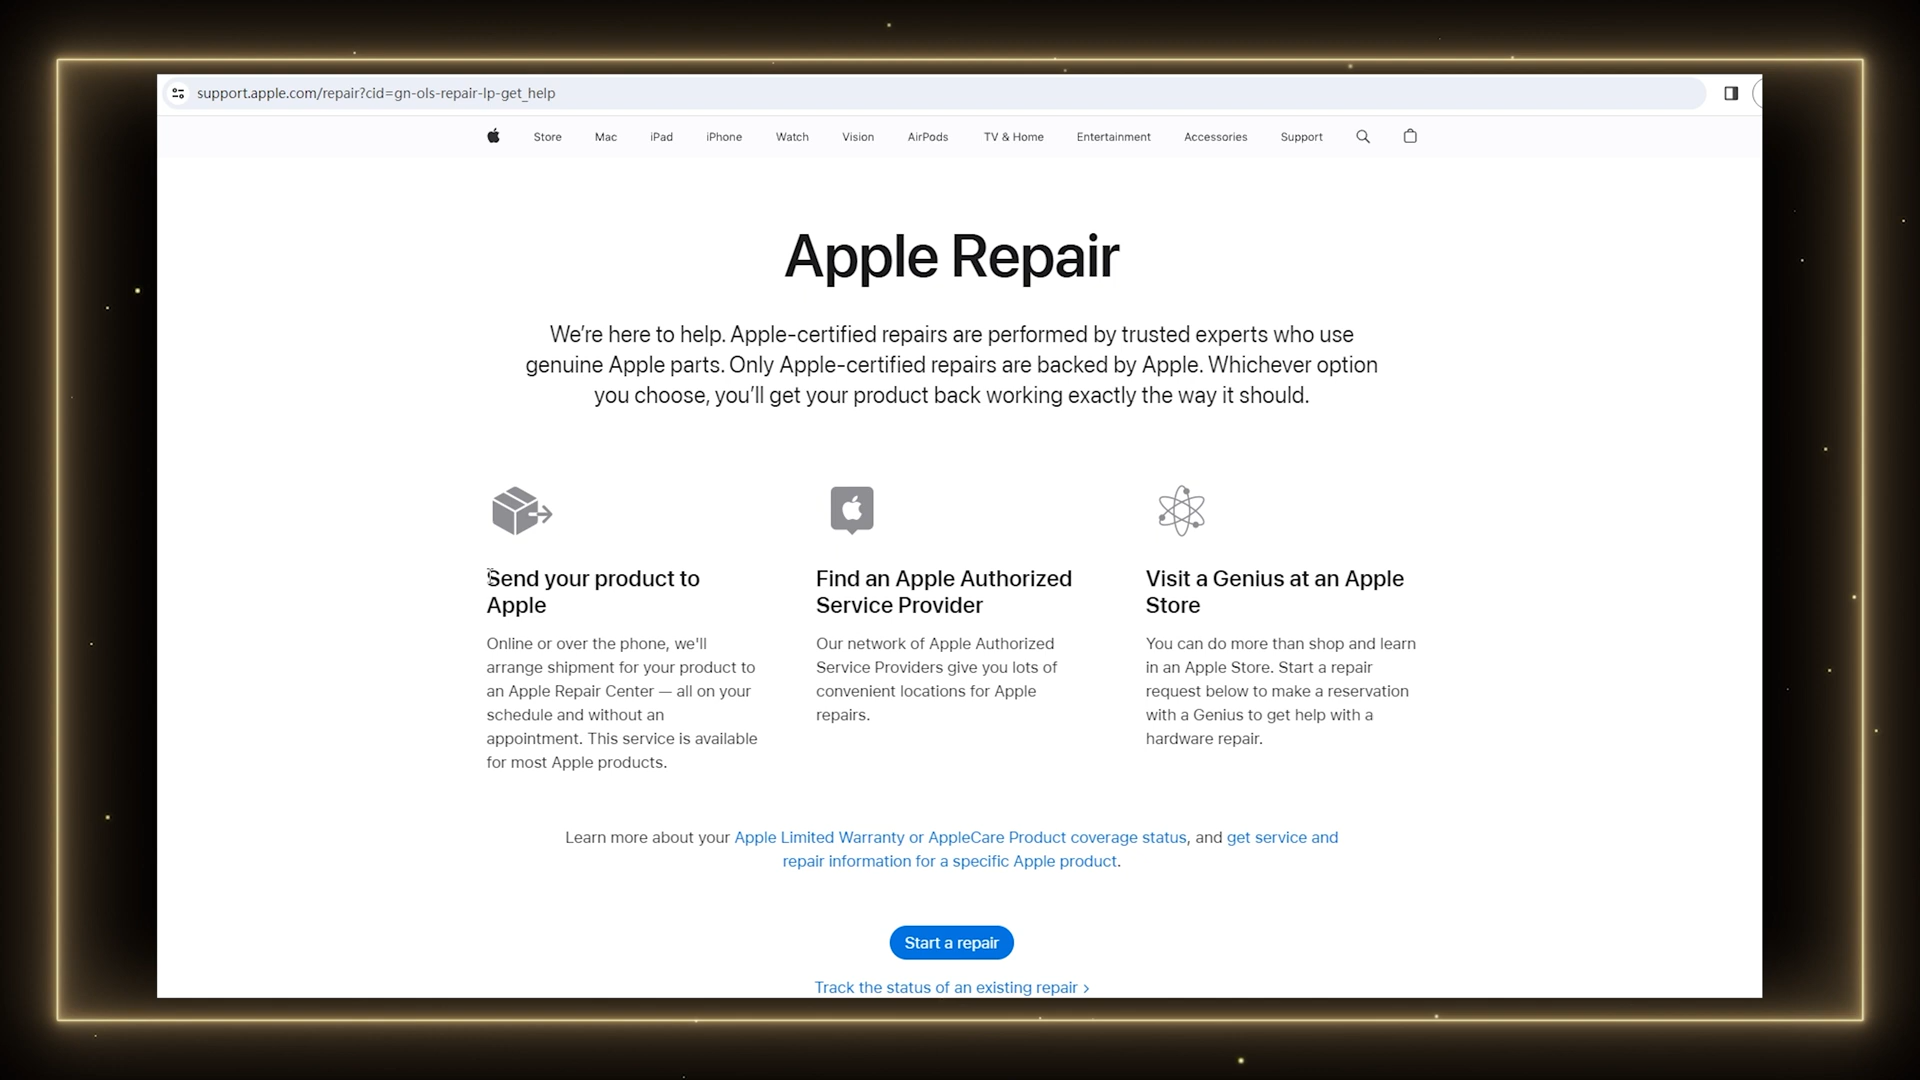 support.apple.com/repair?cid=gn-ols-repair-lp-get_help
Store Mac iPad iPhone Watch Vision AirPods TV & Home Entertainment Accessories Support
Apple Repair
We’re here to help. Apple-certified repairs are performed by trusted experts who use
genuine Apple parts. Only Apple-certified repairs are backed by Apple. Whichever option
you choose, you’ll get your product back working exactly the way it should.
Send your product to
Apple
Online or over the phone, we'll
arrange shipment for your product to
an Apple Repair Center — all on your
schedule and without an
appointment. This service is available
for most Apple products.
Find an Apple Authorized
Service Provider
Our network of Apple Authorized
Service Providers give you lots of
convenient locations for Apple
repairs.
Visit a Genius at an Apple
Store
You can do more than shop and learn
in an Apple Store. Start a repair
request below to make a reservation
with a Genius to get help with a
hardware repair.
Learn more about your Apple Limited Warranty or AppleCare Product coverage status, and get service and
repair information for a specific Apple product.
Start a repair
Track the status of an existing repair >